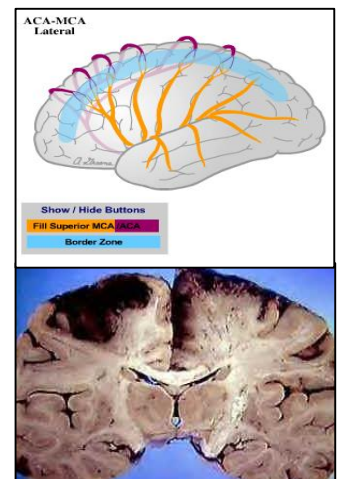 ACA-MCA
Lateral
Show / Hide Buttons
Fill Superior MCA/ACA
Border Zone